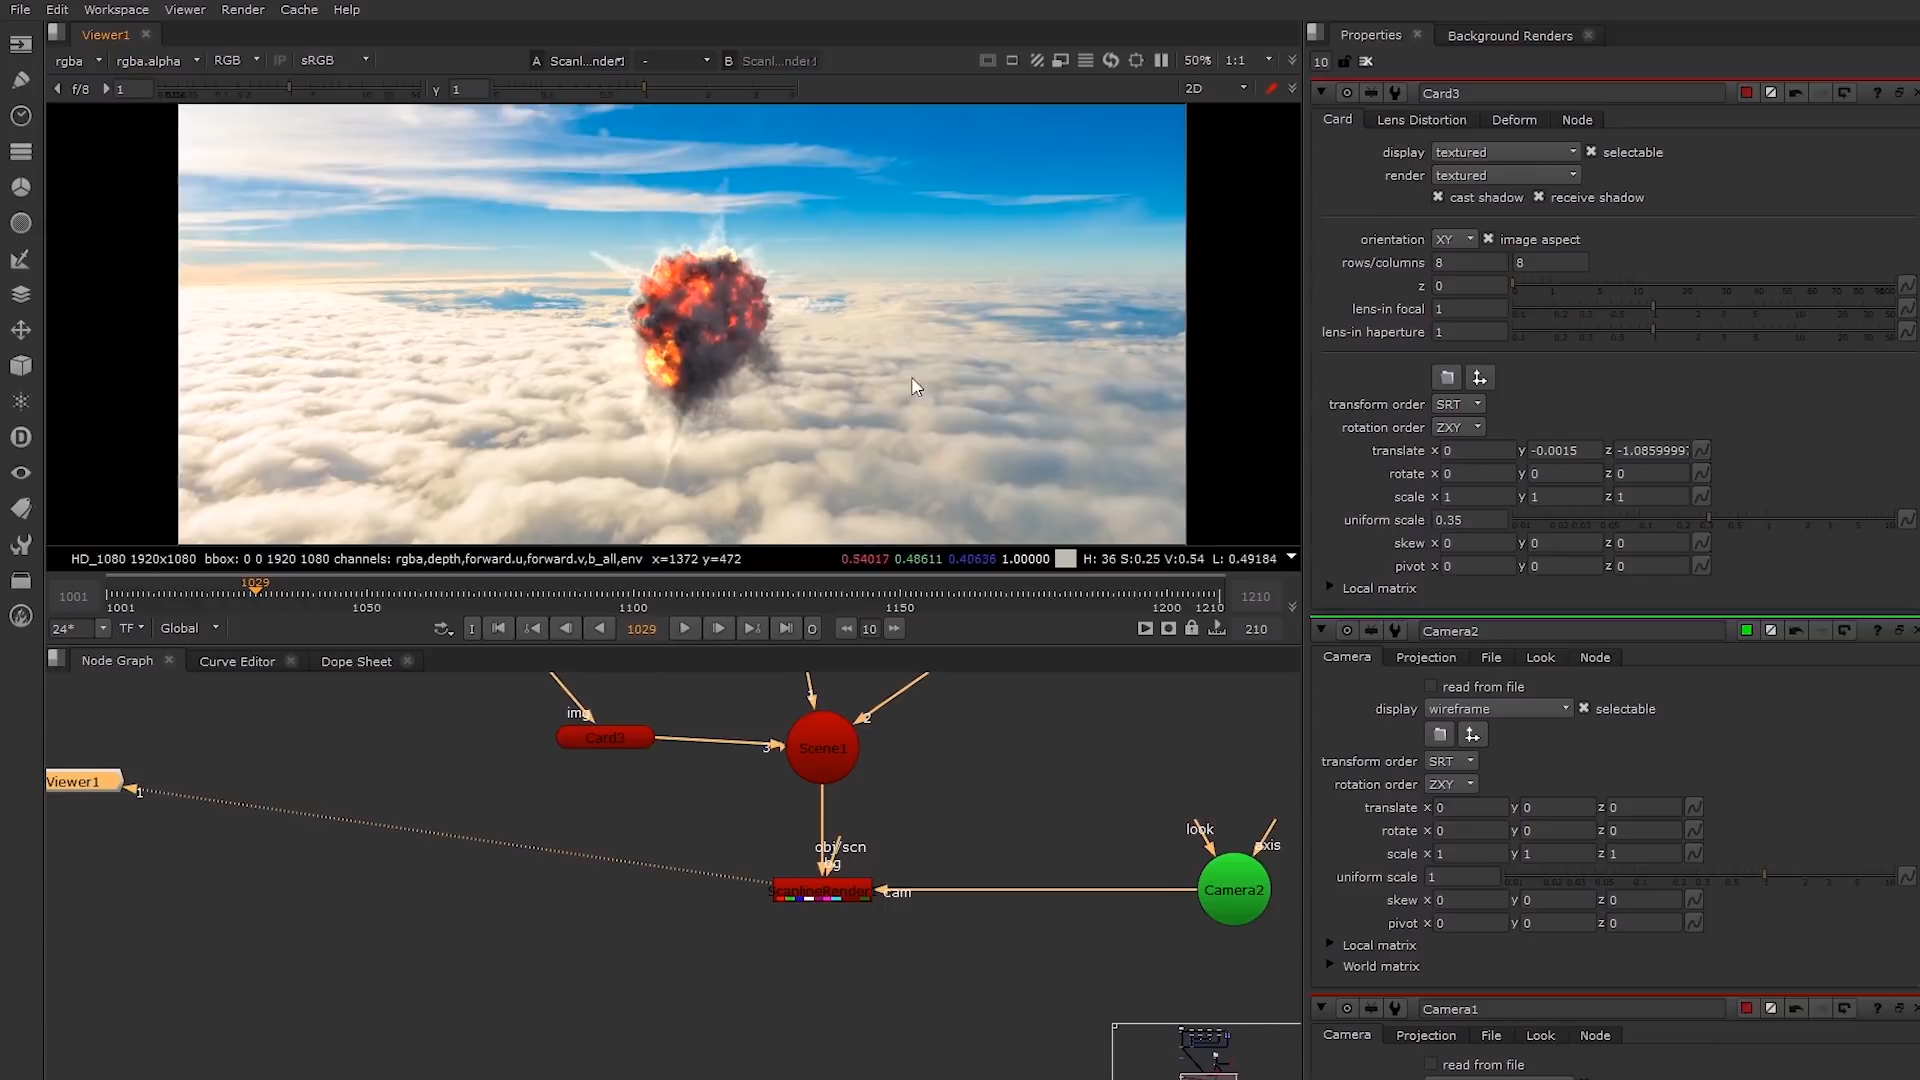 File Edit Workspace Viewer Render Cache Help
Viewer1
rgba rgba.alpha RGB IP sRGB A Scanl...nder1 - B Scanl...nder1 50% 1:1
f/8 1 y 1 2D
HD_1080 1920x1080 bbox: 0 0 1920 1080 channels: rgba,depth,forward.u,forward.v,b_all,env x=1372 y=472 0.54017 0.48611 0.40636 1.00000 H: 36 S:0.25 V:0.54 L: 0.49184
1029
1001 1210
1001 1050 1100 1150 1200 1210
24* TF Global I 1029 O 10 210
Node Graph Curve Editor Dope Sheet
img
Card3
1
2
3
Scene1
Viewer1
1
obj/scn
bg
ScanlineRender1
cam
look
axis
Camera2
Properties Background Renders
10
Card3
Card Lens Distortion Deform Node
display textured selectable
render textured
cast shadow receive shadow
orientation XY image aspect
rows/columns 8 8
z 0
lens-in focal 1
lens-in haperture 1
transform order SRT
rotation order ZXY
translate x 0 y -0.0015 z -1.0859999
rotate x 0 y 0 z 0
scale x 1 y 1 z 1
uniform scale 0.35
skew x 0 y 0 z 0
pivot x 0 y 0 z 0
Local matrix
Camera2
Camera Projection File Look Node
read from file
display wireframe selectable
transform order SRT
rotation order ZXY
translate x 0 y 0 z 0
rotate x 0 y 0 z 0
scale x 1 y 1 z 1
uniform scale 1
skew x 0 y 0 z 0
pivot x 0 y 0 z 0
Local matrix
World matrix
Camera1
Camera Projection File Look Node
read from file